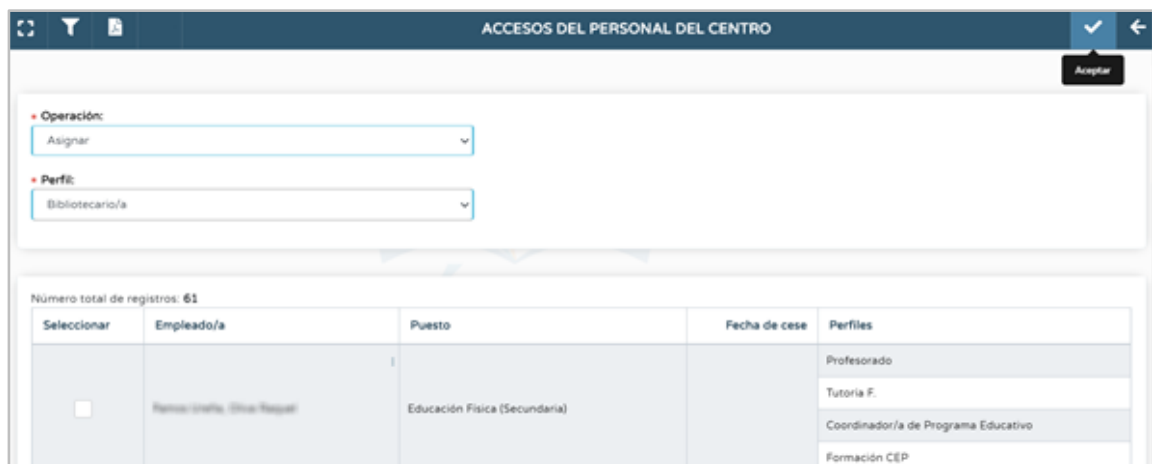 ACCESOS DEL PERSONAL DEL CENTRO
Aceptar
• Operación:
Asignar
• Perfil:
Bibliotecario/a
Número total de registros: 61
Seleccionar Empleado/a Puesto Fecha de cese Perfiles
Profesorado
Tutoria F.
Educación Física (Secundaria)
Coordinador/a de Programa Educativo
Formación CEP